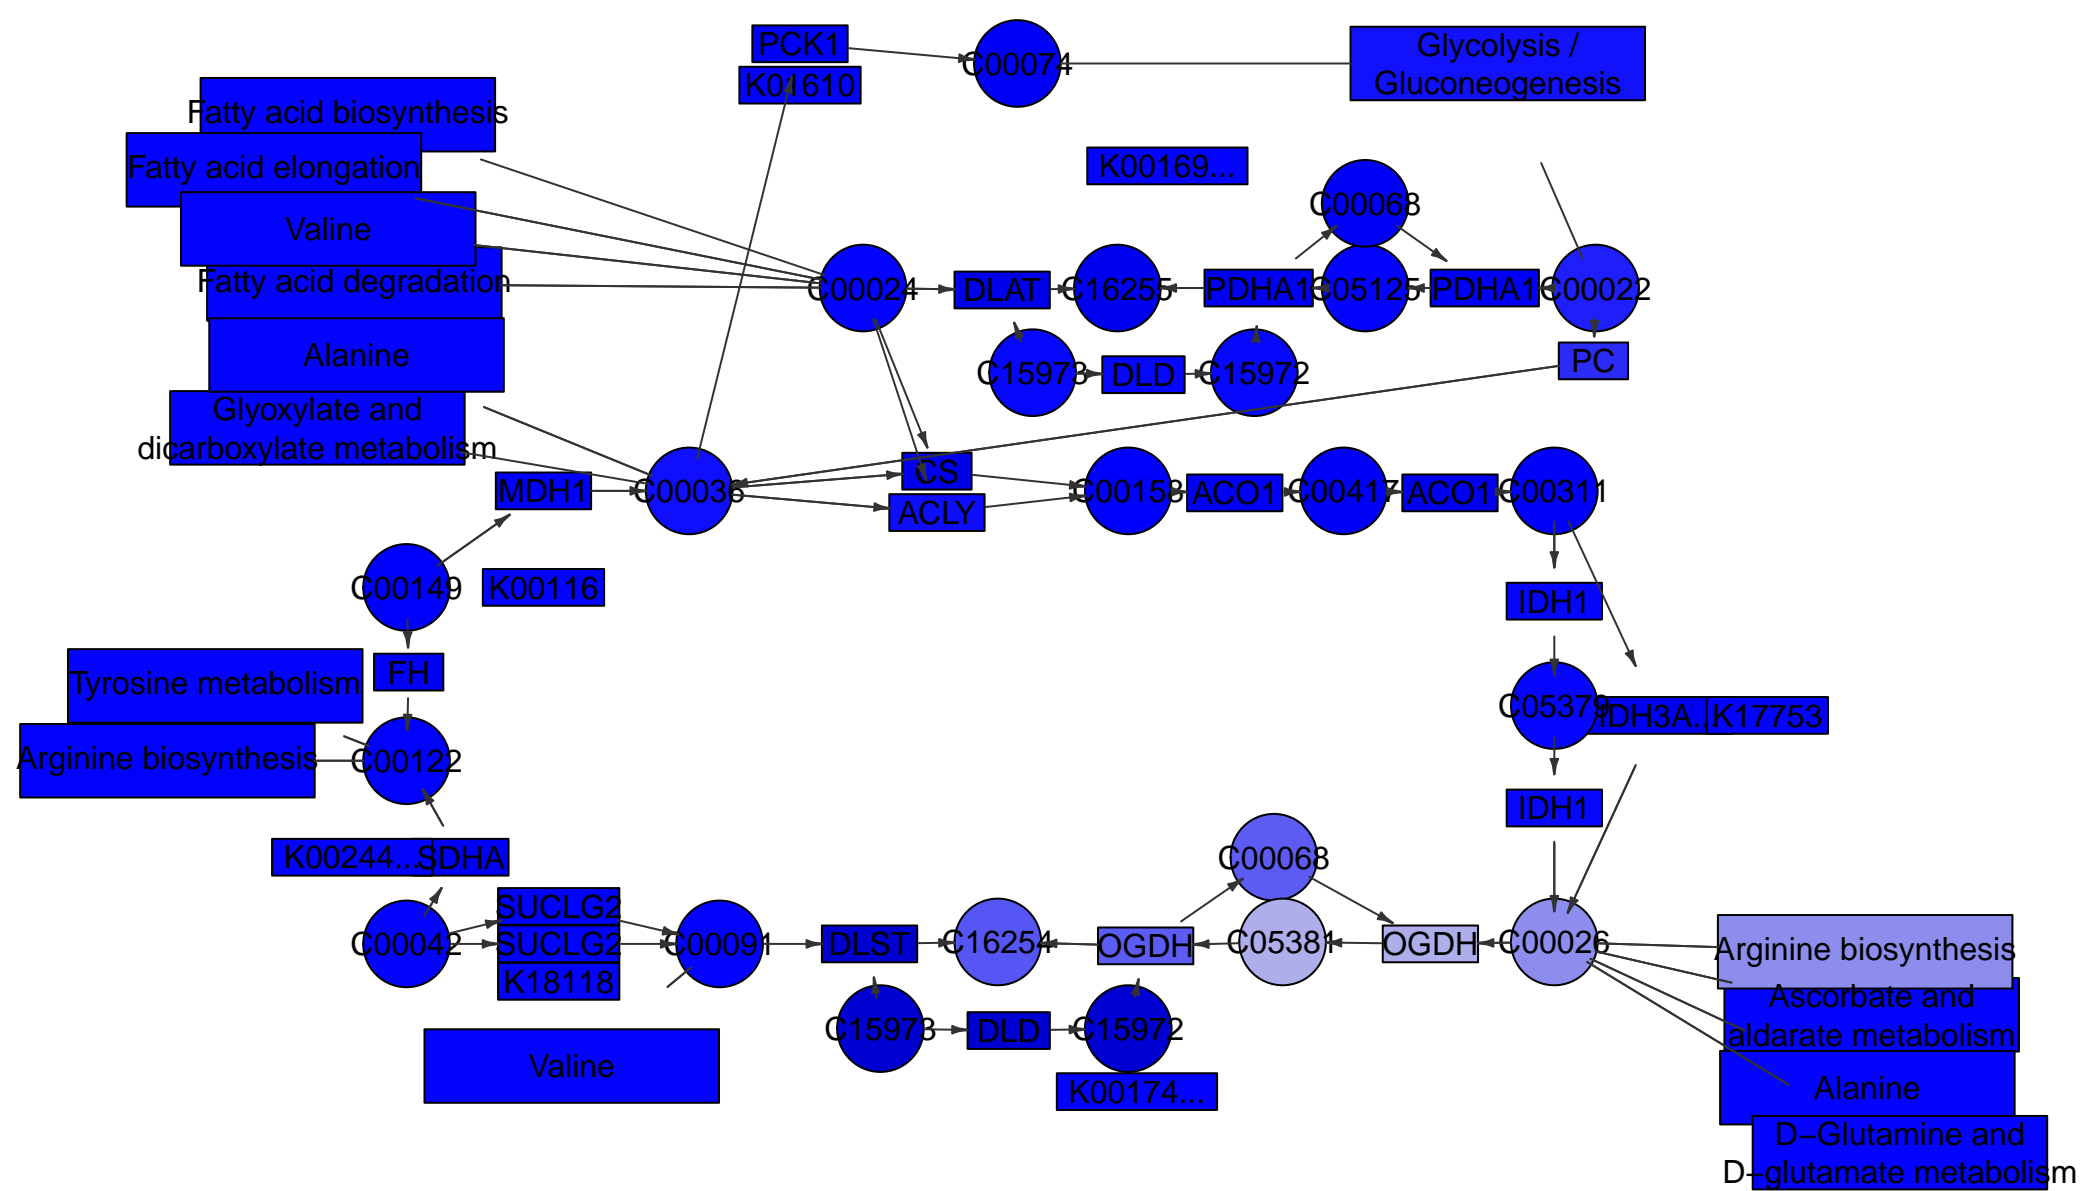 PCK1
C00074
Glycolysis /
Gluconeogenesis
K01610
Fatty acid biosynthesis
Fatty acid elongation
K00169...
C00068
Valine
Fatty acid degradation
C00024
DLAT
C16255
PDHA1
C05125
PDHA1
C00022
Alanine
C15973
DLD
C15972
PC
Glyoxylate and
dicarboxylate metabolism
MDH1
C00036
CS
ACLY
C00158
ACO1
C00417
ACO1
C00311
C00149
K00116
IDH1
Tyrosine metabolism
FH
C05379
IDH3A...
K17753
Arginine biosynthesis
C00122
IDH1
K00244...
SDHA
C00068
SUCLG2
C00042
SUCLG2
C00091
DLST
C16254
OGDH
C05381
OGDH
C00026
Arginine biosynthesis
K18118
Ascorbate and
aldarate metabolism
C15973
DLD
C15972
Valine
K00174...
Alanine
D−Glutamine and
D−glutamate metabolism